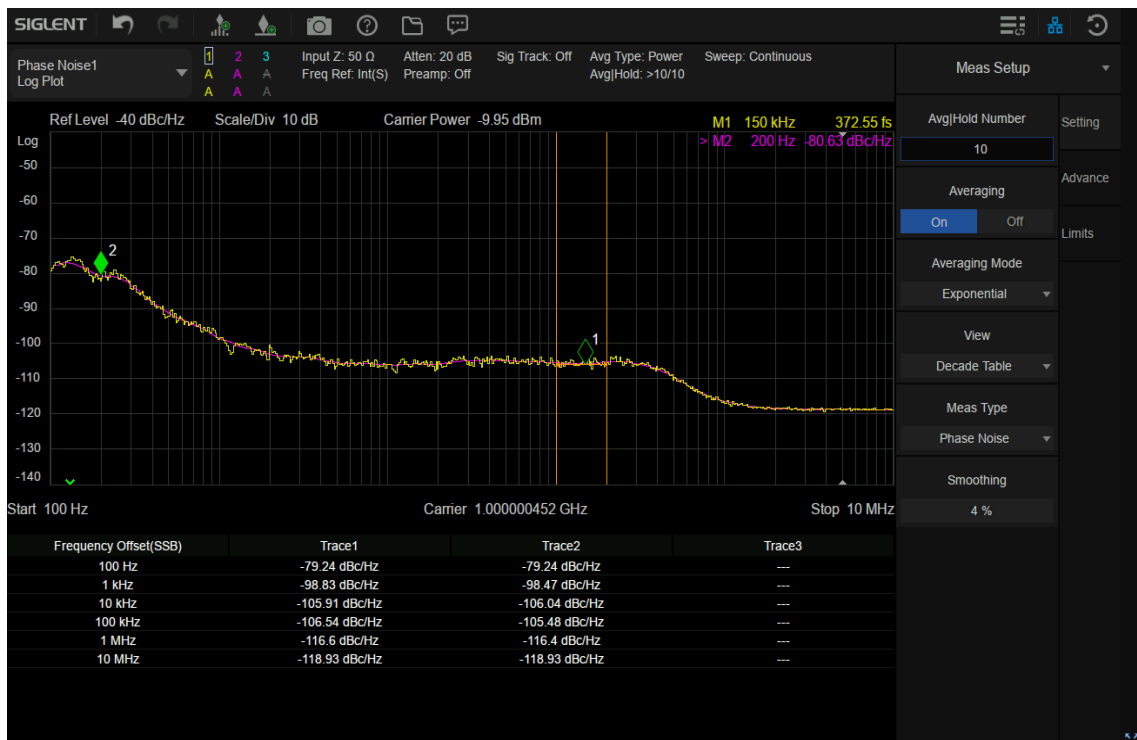 SIGLENT
Phase Noise1
Log Plot
1 2 3
A A A
A A A
Input Z: 50 Ω
Freq Ref: Int(S)
Atten: 20 dB
Preamp: Off
Sig Track: Off
Avg Type: Power
Avg|Hold: >10/10
Sweep: Continuous
Ref Level -40 dBc/Hz Scale/Div 10 dB Carrier Power -9.95 dBm
M1 150 kHz 372.55 fs
> M2 200 Hz -80.63 dBc/Hz
Log
-50
-60
-70
-80
-90
-100
-110
-120
-130
-140
2
1
Start 100 Hz Carrier 1.000000452 GHz Stop 10 MHz
Frequency Offset(SSB) Trace1 Trace2 Trace3
100 Hz -79.24 dBc/Hz -79.24 dBc/Hz ---
1 kHz -98.83 dBc/Hz -98.47 dBc/Hz ---
10 kHz -105.91 dBc/Hz -106.04 dBc/Hz ---
100 kHz -106.54 dBc/Hz -105.48 dBc/Hz ---
1 MHz -116.6 dBc/Hz -116.4 dBc/Hz ---
10 MHz -118.93 dBc/Hz -118.93 dBc/Hz ---
Meas Setup
Avg|Hold Number
10
Averaging
On Off
Averaging Mode
Exponential
View
Decade Table
Meas Type
Phase Noise
Smoothing
4 %
Setting
Advance
Limits